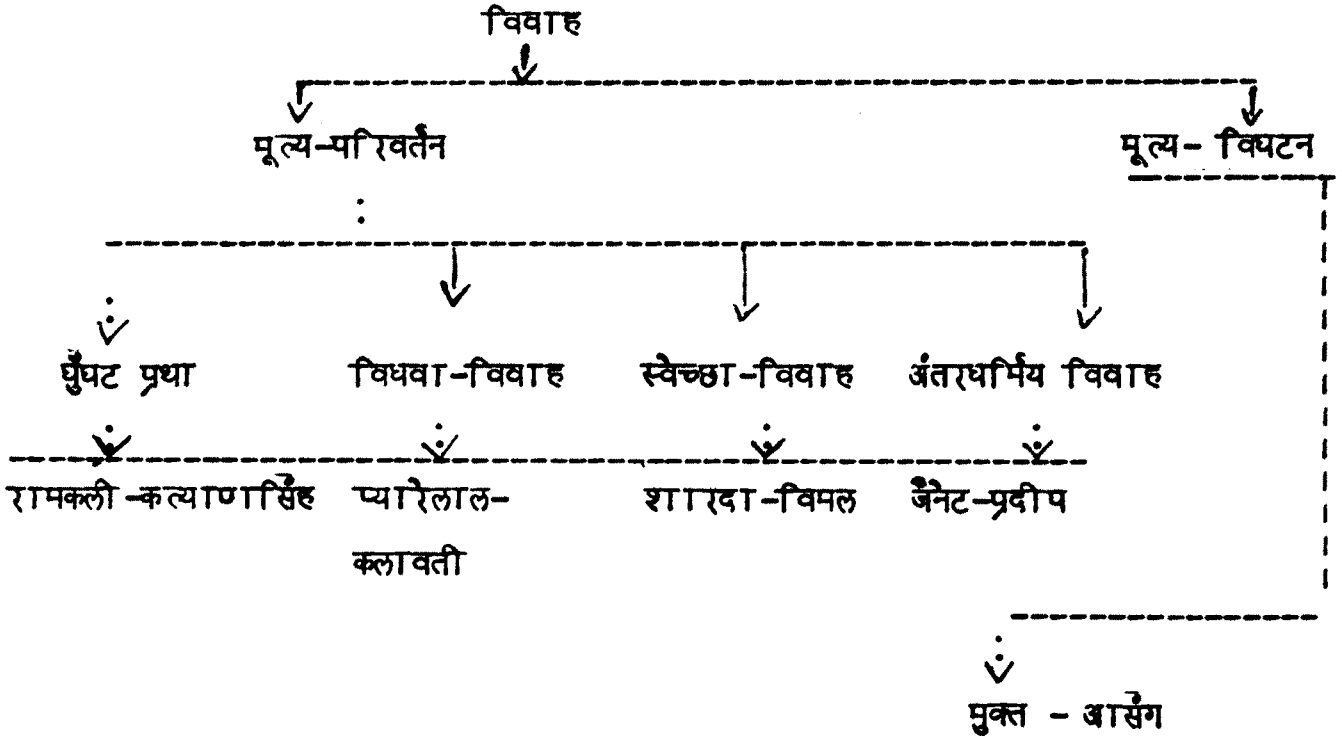 विवाह
मूल्य-परिवर्तन मूल्य- विघटन
घुँघट प्रथा विधवा-विवाह स्वेच्छा-विवाह अंतरधर्मिय विवाह
रामकली-कल्याणसिंह प्यारेलाल- शारदा-विमल जेनेट-प्रदीप
कलावती
मुक्त - आसंग